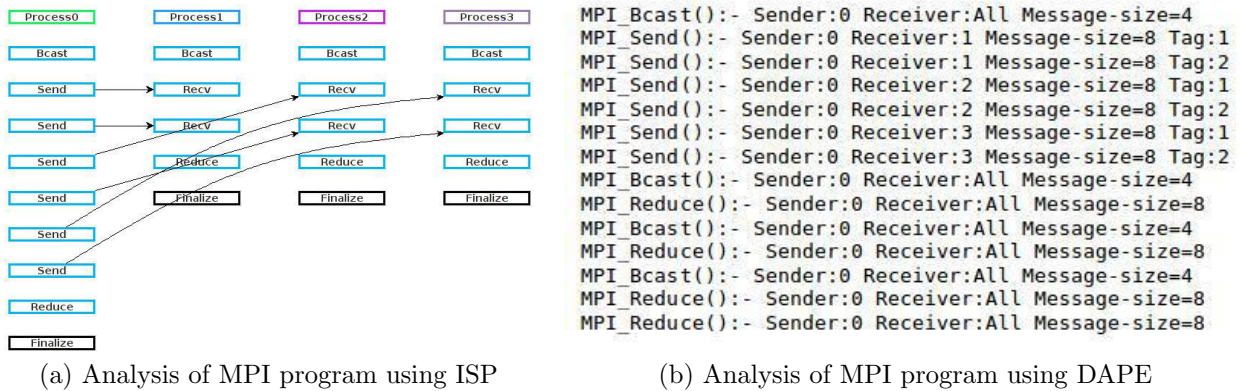 Process0 Process1 Process2 Process3
Bcast Bcast Bcast Bcast
Send Recv Recv Recv
Send Recv Recv Recv
Send Reduce Reduce Reduce
Send Finalize Finalize Finalize
Send
Send
Reduce
Finalize
(a) Analysis of MPI program using ISP
MPI_Bcast():- Sender:0 Receiver:All Message-size=4
MPI_Send():- Sender:0 Receiver:1 Message-size=8 Tag:1
MPI_Send():- Sender:0 Receiver:1 Message-size=8 Tag:2
MPI_Send():- Sender:0 Receiver:2 Message-size=8 Tag:1
MPI_Send():- Sender:0 Receiver:2 Message-size=8 Tag:2
MPI_Send():- Sender:0 Receiver:3 Message-size=8 Tag:1
MPI_Send():- Sender:0 Receiver:3 Message-size=8 Tag:2
MPI_Bcast():- Sender:0 Receiver:All Message-size=4
MPI_Reduce():- Sender:0 Receiver:All Message-size=8
MPI_Bcast():- Sender:0 Receiver:All Message-size=4
MPI_Reduce():- Sender:0 Receiver:All Message-size=8
MPI_Bcast():- Sender:0 Receiver:All Message-size=4
MPI_Reduce():- Sender:0 Receiver:All Message-size=8
MPI_Reduce():- Sender:0 Receiver:All Message-size=8
(b) Analysis of MPI program using DAPE